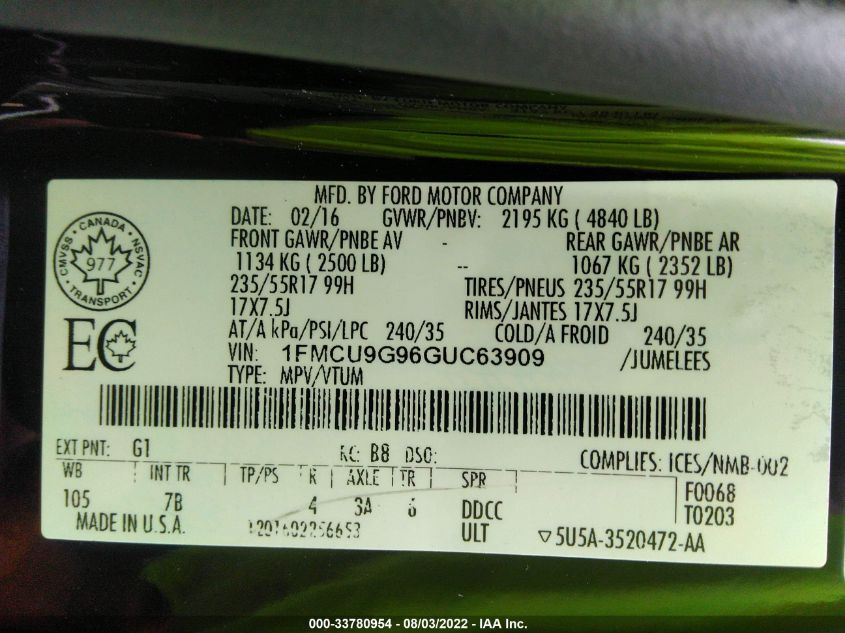 MFD. BY FORD MOTOR COMPANY
DATE: 02/16 GVWR/PNBV: 2195 KG ( 4840 LB)
FRONT GAWR/PNBE AV - REAR GAWR/PNBE AR
1134 KG ( 2500 LB) -- 1067 KG ( 2352 LB)
235/55R17 99H TIRES/PNEUS 235/55R17 99H
17X7.5J RIMS/JANTES 17X7.5J
AT/A kPa/PSI/LPC 240/35 COLD/A FROID 240/35
VIN: 1FMCU9G96GUC63909 /JUMELEES
TYPE: MPV/VTUM
CANADA
CMVSS NSVAC
977
TRANSPORT
EC
EXT PNT: G1 RC: B8 DSO: COMPLIES: ICES/NMB-002
WB INT TR TP/PS R AXLE TR SPR F0068
105 7B 4 3A 6 DDCC T0203
MADE IN U.S.A. ULT ▽5U5A-3520472-AA
000-33780954 - 08/03/2022 - IAA Inc.